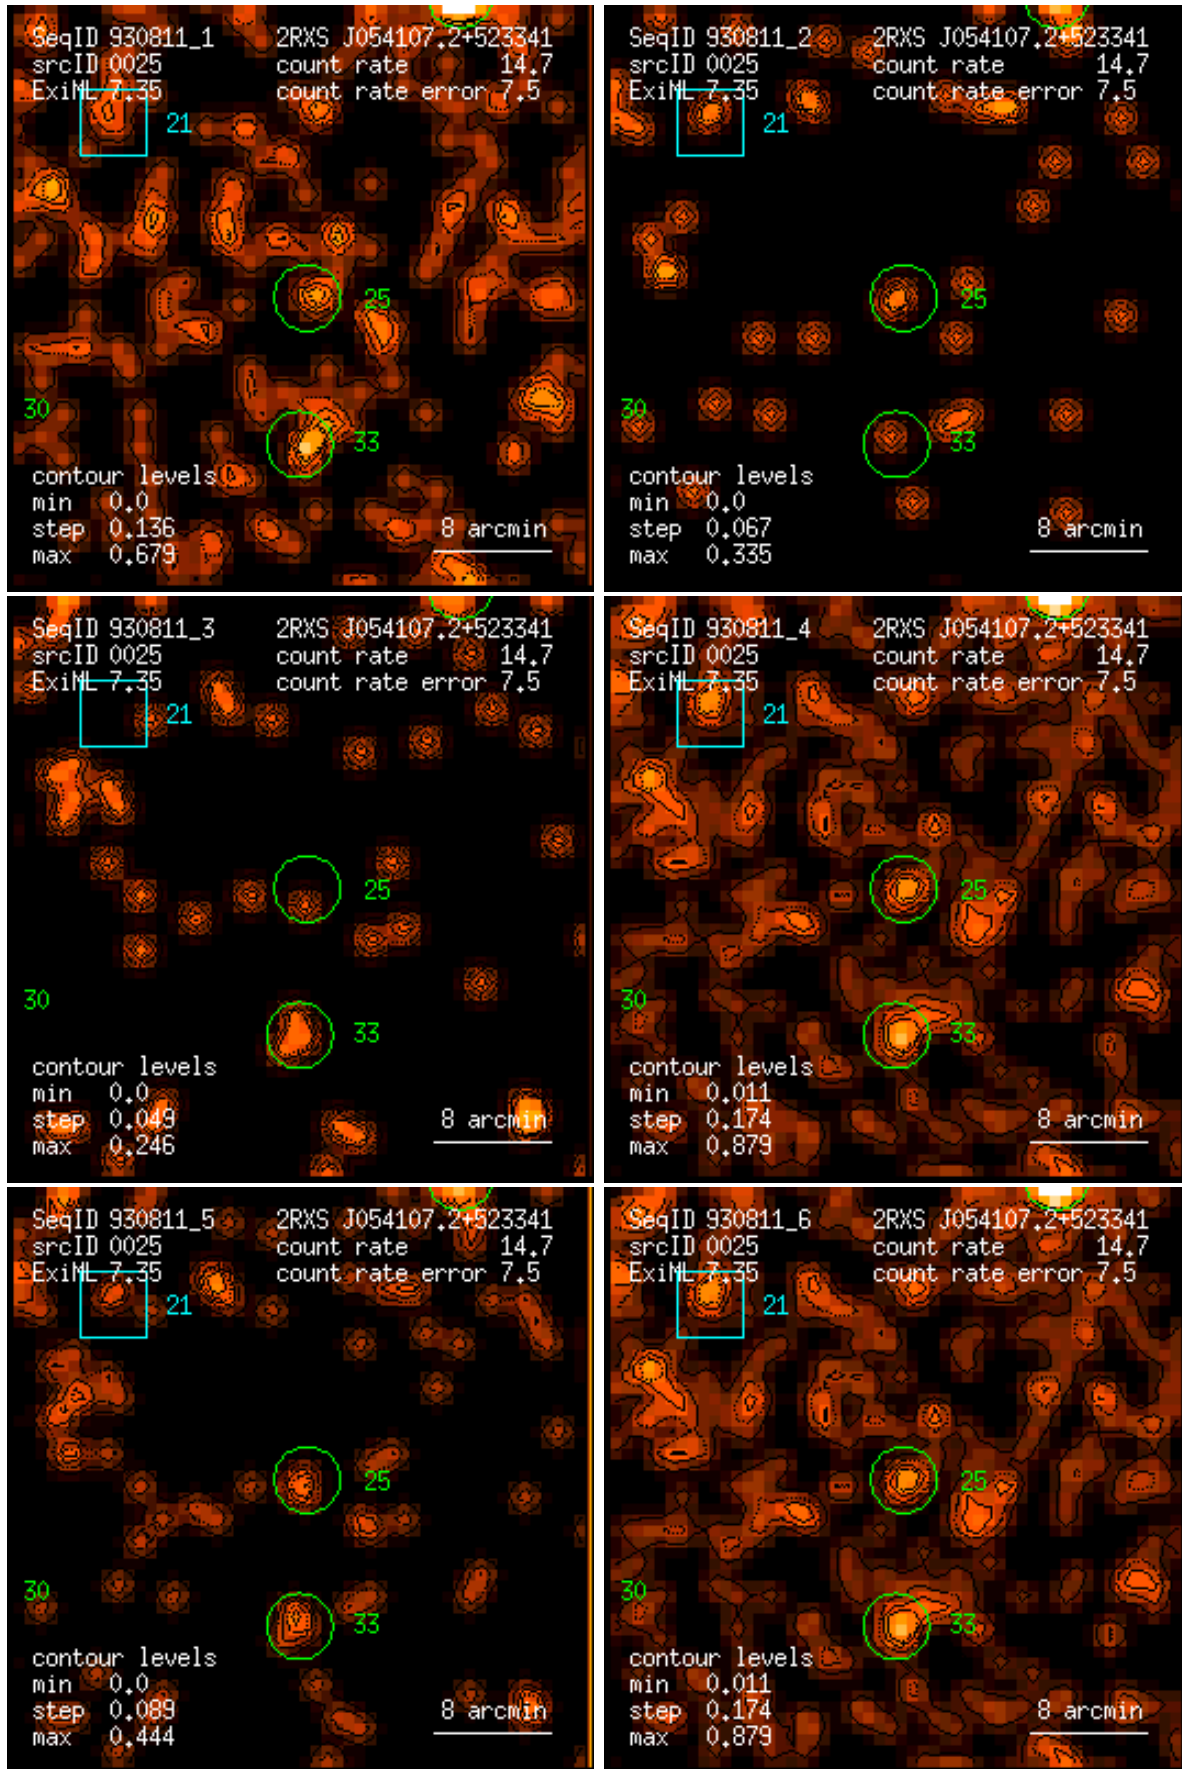 SeqID 930811_1 2RXS J054107.2+523341
srcID 0025 count rate 14.7
ExiML 7.35 count rate error 7.5
21
25
30
33
contour levels
min 0.0
step 0.136
max 0.679
8 arcmin
SeqID 930811_2 2RXS J054107.2+523341
srcID 0025 count rate 14.7
ExiML 7.35 count rate error 7.5
21
25
30
33
contour levels
min 0.0
step 0.067
max 0.335
8 arcmin
SeqID 930811_3 2RXS J054107.2+523341
srcID 0025 count rate 14.7
ExiML 7.35 count rate error 7.5
21
25
30
33
contour levels
min 0.0
step 0.049
max 0.246
8 arcmin
SeqID 930811_4 2RXS J054107.2+523341
srcID 0025 count rate 14.7
ExiML 7.35 count rate error 7.5
21
25
30
33
contour levels
min 0.011
step 0.174
max 0.879
8 arcmin
SeqID 930811_5 2RXS J054107.2+523341
srcID 0025 count rate 14.7
ExiML 7.35 count rate error 7.5
21
25
30
33
contour levels
min 0.0
step 0.089
max 0.444
8 arcmin
SeqID 930811_6 2RXS J054107.2+523341
srcID 0025 count rate 14.7
ExiML 7.35 count rate error 7.5
21
25
30
33
contour levels
min 0.011
step 0.174
max 0.879
8 arcmin